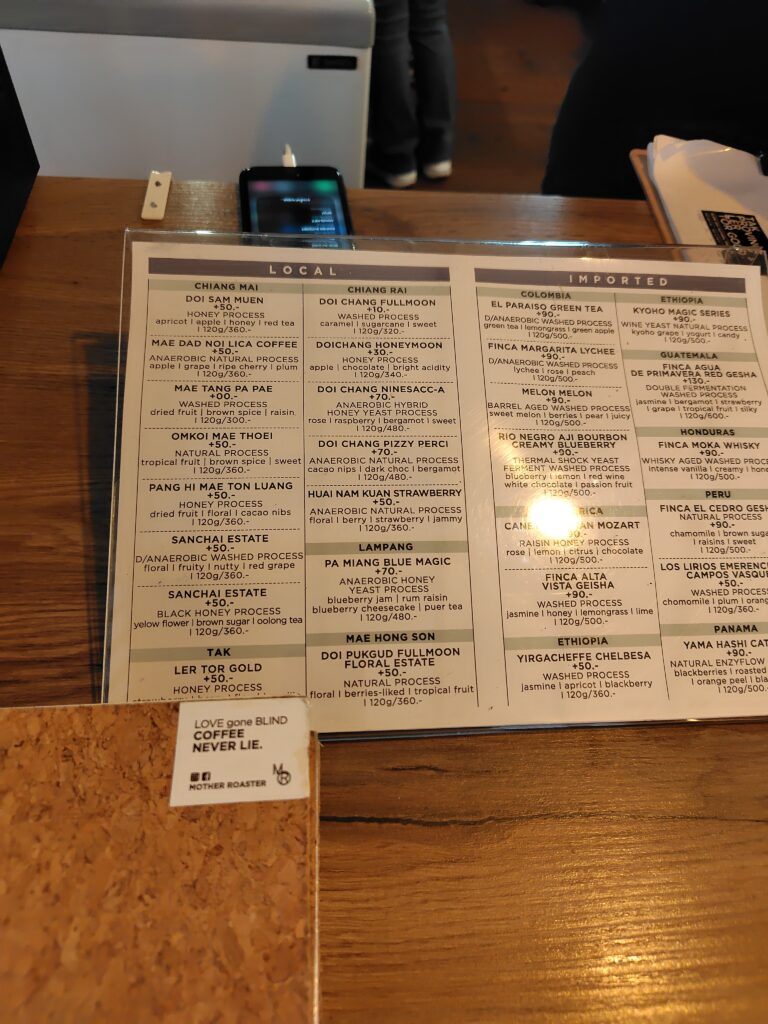 LOCAL
CHIANG MAI
DOI SAM MUEN
+50.-
HONEY PROCESS
apricot | apple | honey | red tea
| 120g/360.-
MAE DAD NOI LICA COFFEE
+50.-
ANAEROBIC NATURAL PROCESS
apple | grape | ripe cherry | plum
| 120g/360.-
MAE TANG PA PAE
+00.-
WASHED PROCESS
dried fruit | brown spice | raisin
| 120g/300.-
OMKOI MAE THOEI
+50.-
NATURAL PROCESS
tropical fruit | brown spice | sweet
| 120g/360.-
PANG HI MAE TON LUANG
+50.-
HONEY PROCESS
dried fruit | floral | cacao nibs
| 120g/360.-
SANCHAI ESTATE
+50.-
D/ANAEROBIC WASHED PROCESS
floral | fruity | nutty | red grape
| 120g/360.-
SANCHAI ESTATE
+50.-
BLACK HONEY PROCESS
yelow flower | brown sugar | oolong tea
| 120g/360.-
TAK
LER TOR GOLD
+50.-
HONEY PROCESS
CHIANG RAI
DOI CHANG FULLMOON
+10.-
WASHED PROCESS
caramel | sugarcane | sweet
| 120g/320.-
DOICHANG HONEYMOON
+30.-
HONEY PROCESS
apple | chocolate | bright acidity
| 120g/340.-
DOI CHANG NINESACC-A
+70.-
ANAEROBIC HYBRID
HONEY YEAST PROCESS
rose | raspberry | bergamot | sweet
| 120g/480.-
DOI CHANG PIZZY PERCI
+70.-
ANAEROBIC NATURAL PROCESS
cacao nips | dark choc | bergamot
| 120g/480.-
HUAI NAM KUAN STRAWBERRY
+50.-
ANAEROBIC NATURAL PROCESS
floral | berry | strawberry | jammy
| 120g/360.-
LAMPANG
PA MIANG BLUE MAGIC
+70.-
ANAEROBIC HONEY
YEAST PROCESS
blueberry jam | rum raisin
blueberry cheesecake | puer tea
| 120g/480.-
MAE HONG SON
DOI PUKGUD FULLMOON
FLORAL ESTATE
+50.-
NATURAL PROCESS
floral | berries-liked | tropical fruit
| 120g/360.-
IMPORTED
COLOMBIA
EL PARAISO GREEN TEA
+90.-
D/ANAEROBIC WASHED PROCESS
green tea | lemongrass | green apple
| 120g/500.-
FINCA MARGARITA LYCHEE
+90.-
D/ANAEROBIC WASHED PROCESS
lychee | rose | peach
| 120g/500.-
MELON MELON
+90.-
BARREL AGED WASHED PROCESS
sweet melon | berries | pear | juicy
| 120g/500.-
RIO NEGRO AJI BOURBON
CREAMY BLUEBERRY
+90.-
THERMAL SHOCK YEAST
FERMENT WASHED PROCESS
blueberry | lemon | red wine
white chocolate | passion fruit
120g/500.-
MOZART
RAISIN HONEY PROCESS
rose | lemon | citrus | chocolate
| 120g/500.-
FINCA ALTA
VISTA GEISHA
+90.-
WASHED PROCESS
jasmine | honey | lemongrass | lime
| 120g/500.-
ETHIOPIA
YIRGACHEFFE CHELBESA
+50.-
WASHED PROCESS
jasmine | apricot | blackberry
| 120g/360.-
ETHIOPIA
KYOHO MAGIC SERIES
+90.-
WINE YEAST NATURAL PROCESS
kyoho grape | yogurt | candy
| 120g/500.-
GUATEMALA
FINCA AGUA
DE PRIMAVERA RED GESHA
+130.-
DOUBLE FERMENTATION
WASHED PROCESS
jasmine | bergamot | strawberry
| grape | tropical fruit | silky
| 120g/600.-
HONDURAS
FINCA MOKA WHISKY
+90.-
WHISKY AGED WASHED
intense vanilla | creamy |
| 120g/500.-
PERU
FINCA EL CEDRO
NATURAL PROCESS
+90.-
chamomile | brown
| raisins | sweet
| 120g/500.-
LOS LIRIOS
CAMPOS
+50.-
WASHED PROCESS
chomomile | plum |
| 120g/360.-
PANAMA
YAMA HASHI
+90.-
NATURAL
blackberries | roasted
| orange peel |
| 120g/500.-
LOVE gone BLIND
COFFEE
NEVER LIE.
MOTHER ROASTER
MR